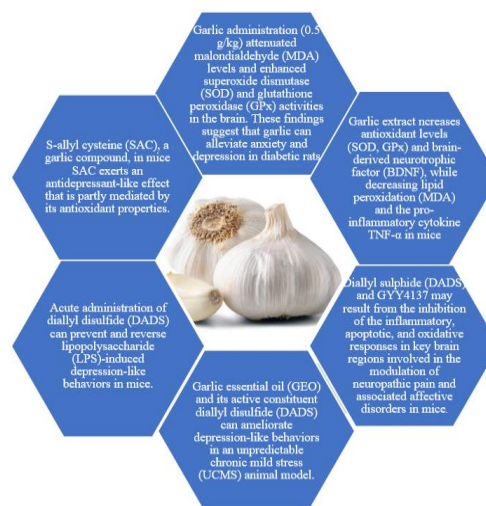 Garlic administration (0.5
g/kg) attenuated
malondialdehyde (MDA)
levels and enhanced
superoxide dismutase
(SOD) and glutathione
peroxidase (GPx) activities
in the brain. These findings
suggest that garlic can
alleviate anxiety and
depression in diabetic rats
Garlic extract ncreases
antioxidant levels
(SOD, GPx) and brain-
derived neurotrophic
factor (BDNF), while
decreasing lipid
peroxidation (MDA)
and the pro-
inflammatory cytokine
TNF-α in mice
Diallyl sulphide (DADS)
and GYY4137 may
result from the inhibition
of the inflammatory,
apoptotic, and oxidative
responses in key brain
regions involved in the
modulation of
neuropathic pain and
associated affective
disorders in mice.
Garlic essential oil (GEO)
and its active constituent
diallyl disulfide (DADS)
can ameliorate
depression-like behaviors
in an unpredictable
chronic mild stress
(UCMS) animal model.
Acute administration of
diallyl disulfide (DADS)
can prevent and reverse
lipopolysaccharide
(LPS)-induced
depression-like
behaviors in mice.
S-allyl cysteine (SAC), a
garlic compound, in mice
SAC exerts an
antidepressant-like effect
that is partly mediated by
its antioxidant properties.